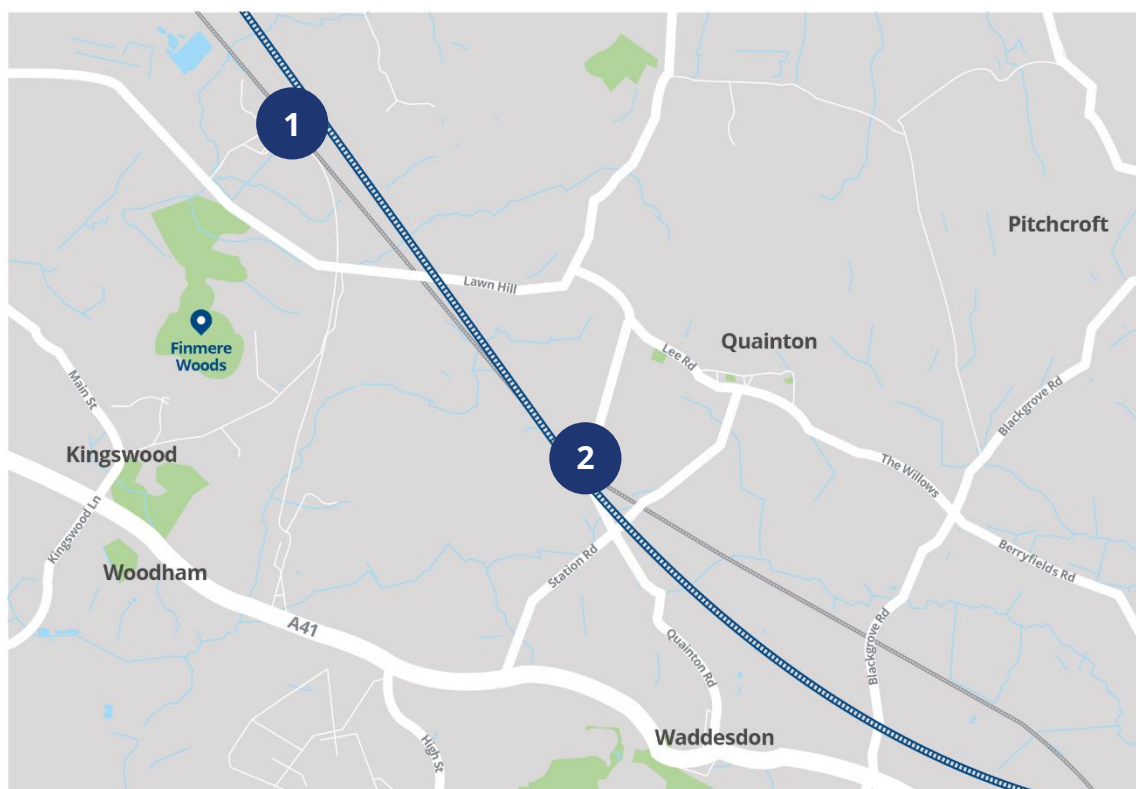 1
Pitchcroft
Lawn Hill
Finmere
Woods
Quainton
Lee Rd
Main St
Blackgrove Rd
Kingswood
2
The Willows
Kingswood Ln
Woodham
Station Rd
Berryfields Rd
A41
Quainton Rd
Blackgrove Rd
High St
Waddesdon